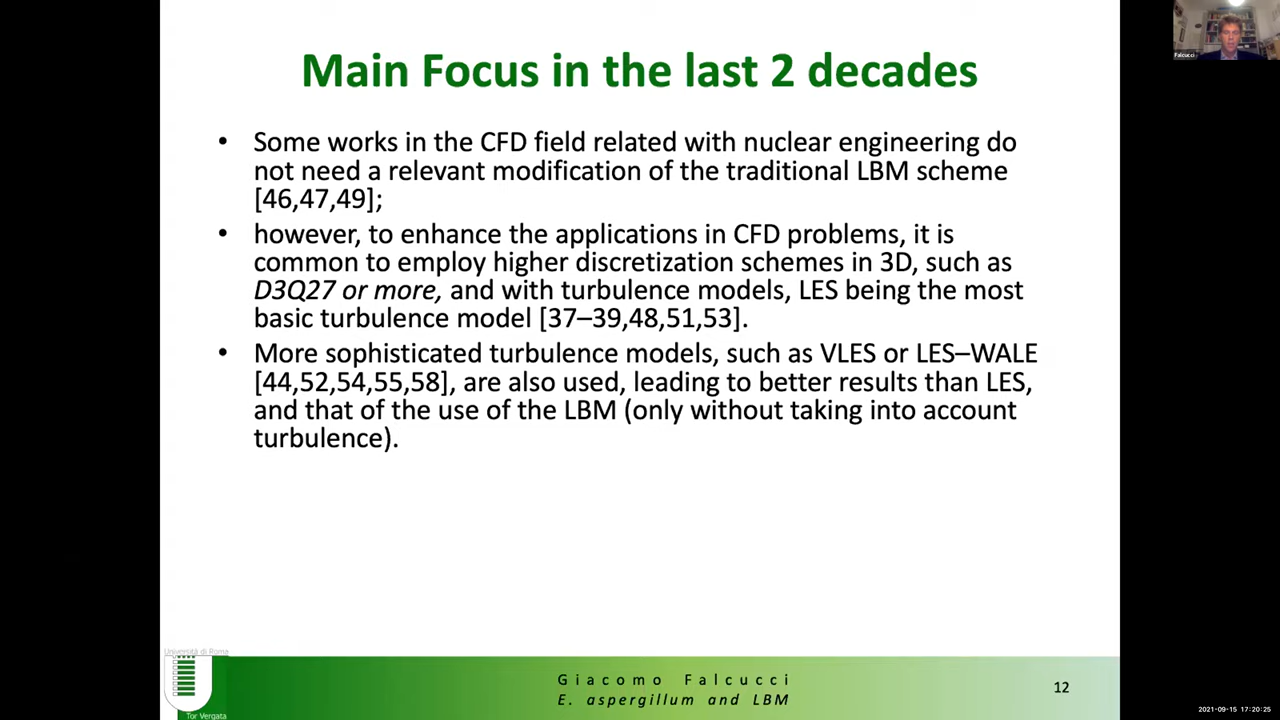 Falcucci
Main Focus in the last 2 decades
• Some works in the CFD field related with nuclear engineering do
not need a relevant modification of the traditional LBM scheme
[46,47,49];
• however, to enhance the applications in CFD problems, it is
common to employ higher discretization schemes in 3D, such as
D3Q27 or more, and with turbulence models, LES being the most
basic turbulence model [37–39,48,51,53].
• More sophisticated turbulence models, such as VLES or LES–WALE
[44,52,54,55,58], are also used, leading to better results than LES,
and that of the use of the LBM (only without taking into account
turbulence).
Università di Roma
Tor Vergata
Giacomo Falcucci
E. aspergillum and LBM
12
2021-09-15 17:20:25